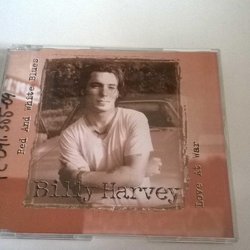 Red And White Blues
Billy Harvey
Love At War